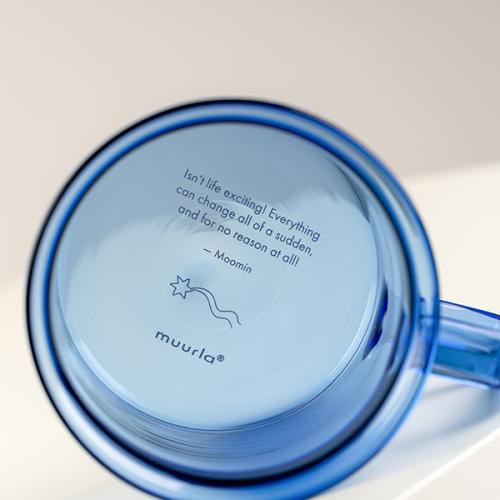 Isn't life exciting! Everything
can change all of a sudden,
and for no reason at all!
— Moomin
muurla®